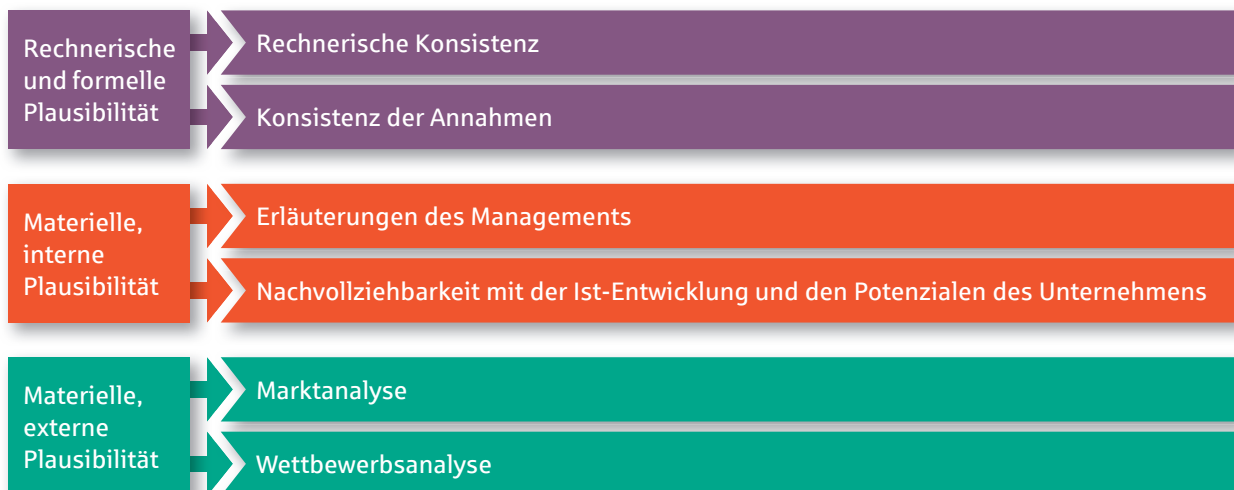 Rechnerische
und formelle
Plausibilität
Rechnerische Konsistenz
Konsistenz der Annahmen
Materielle,
interne
Plausibilität
Erläuterungen des Managements
Nachvollziehbarkeit mit der Ist-Entwicklung und den Potenzialen des Unternehmens
Materielle,
externe
Plausibilität
Marktanalyse
Wettbewerbsanalyse